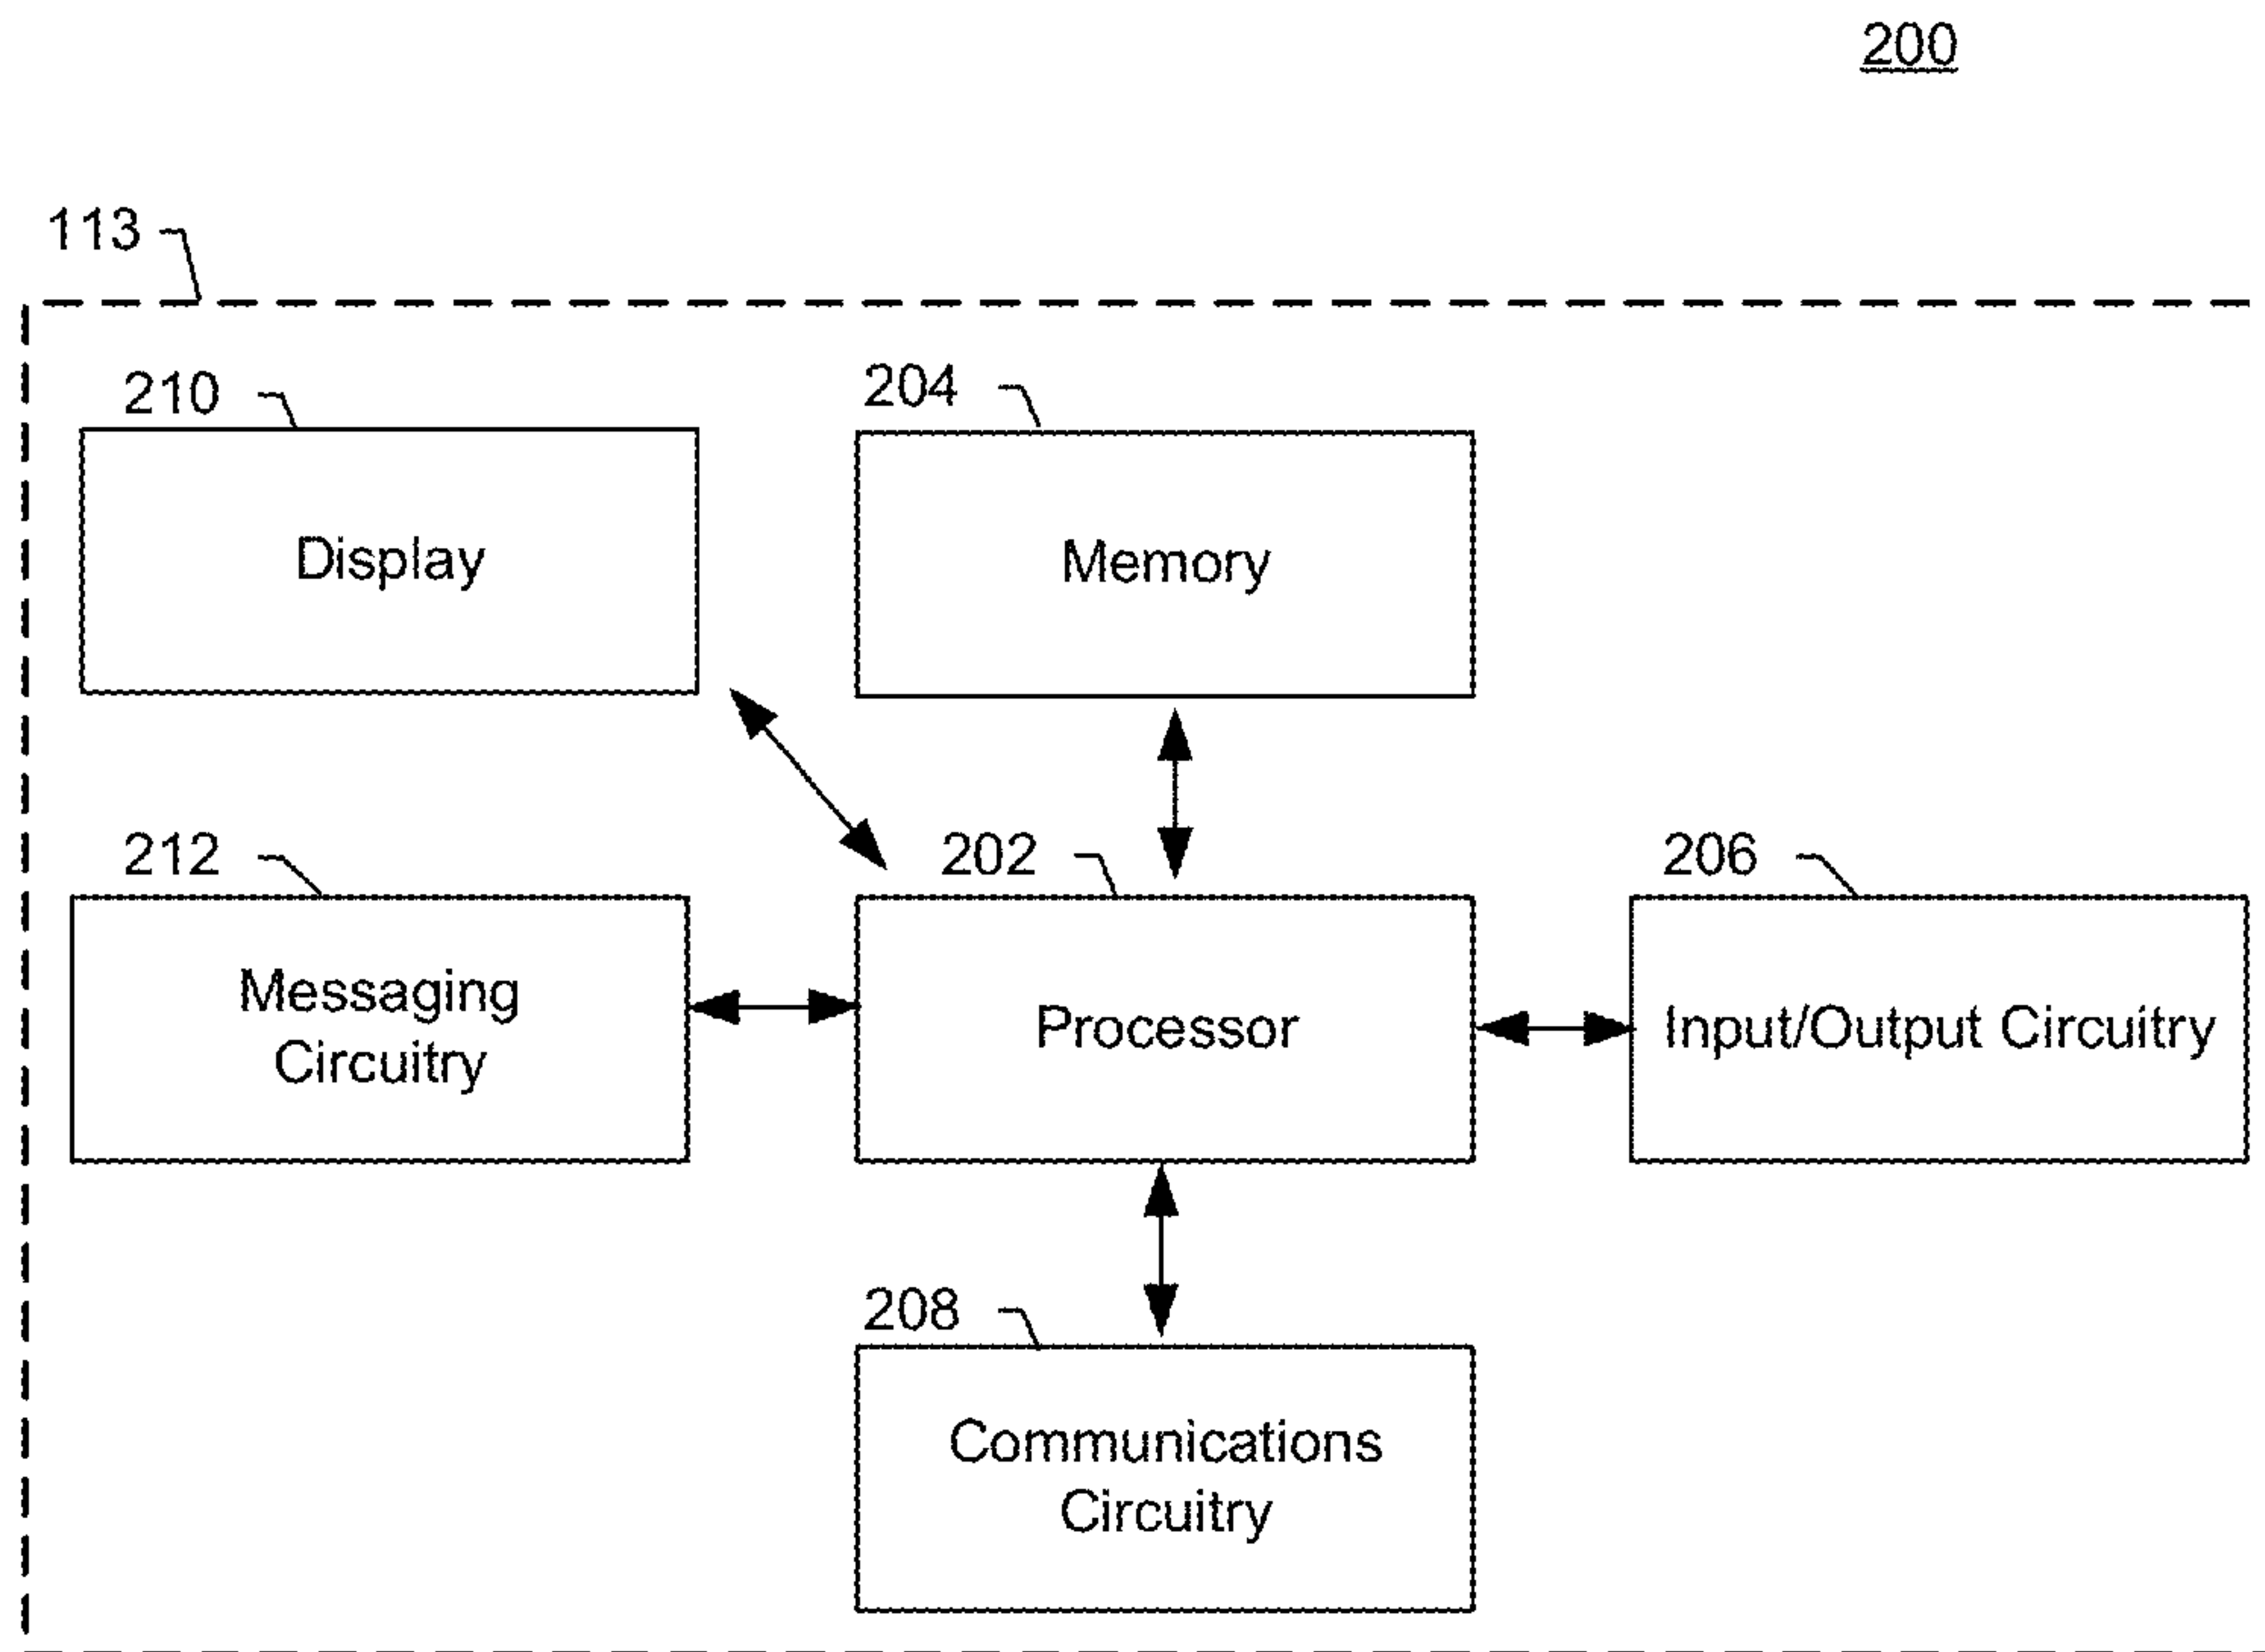 200
113
210
204
Display
Memory
212
202
206
Messaging
Circuitry
Processor
Input/Output Circuitry
208
Communications
Circuitry